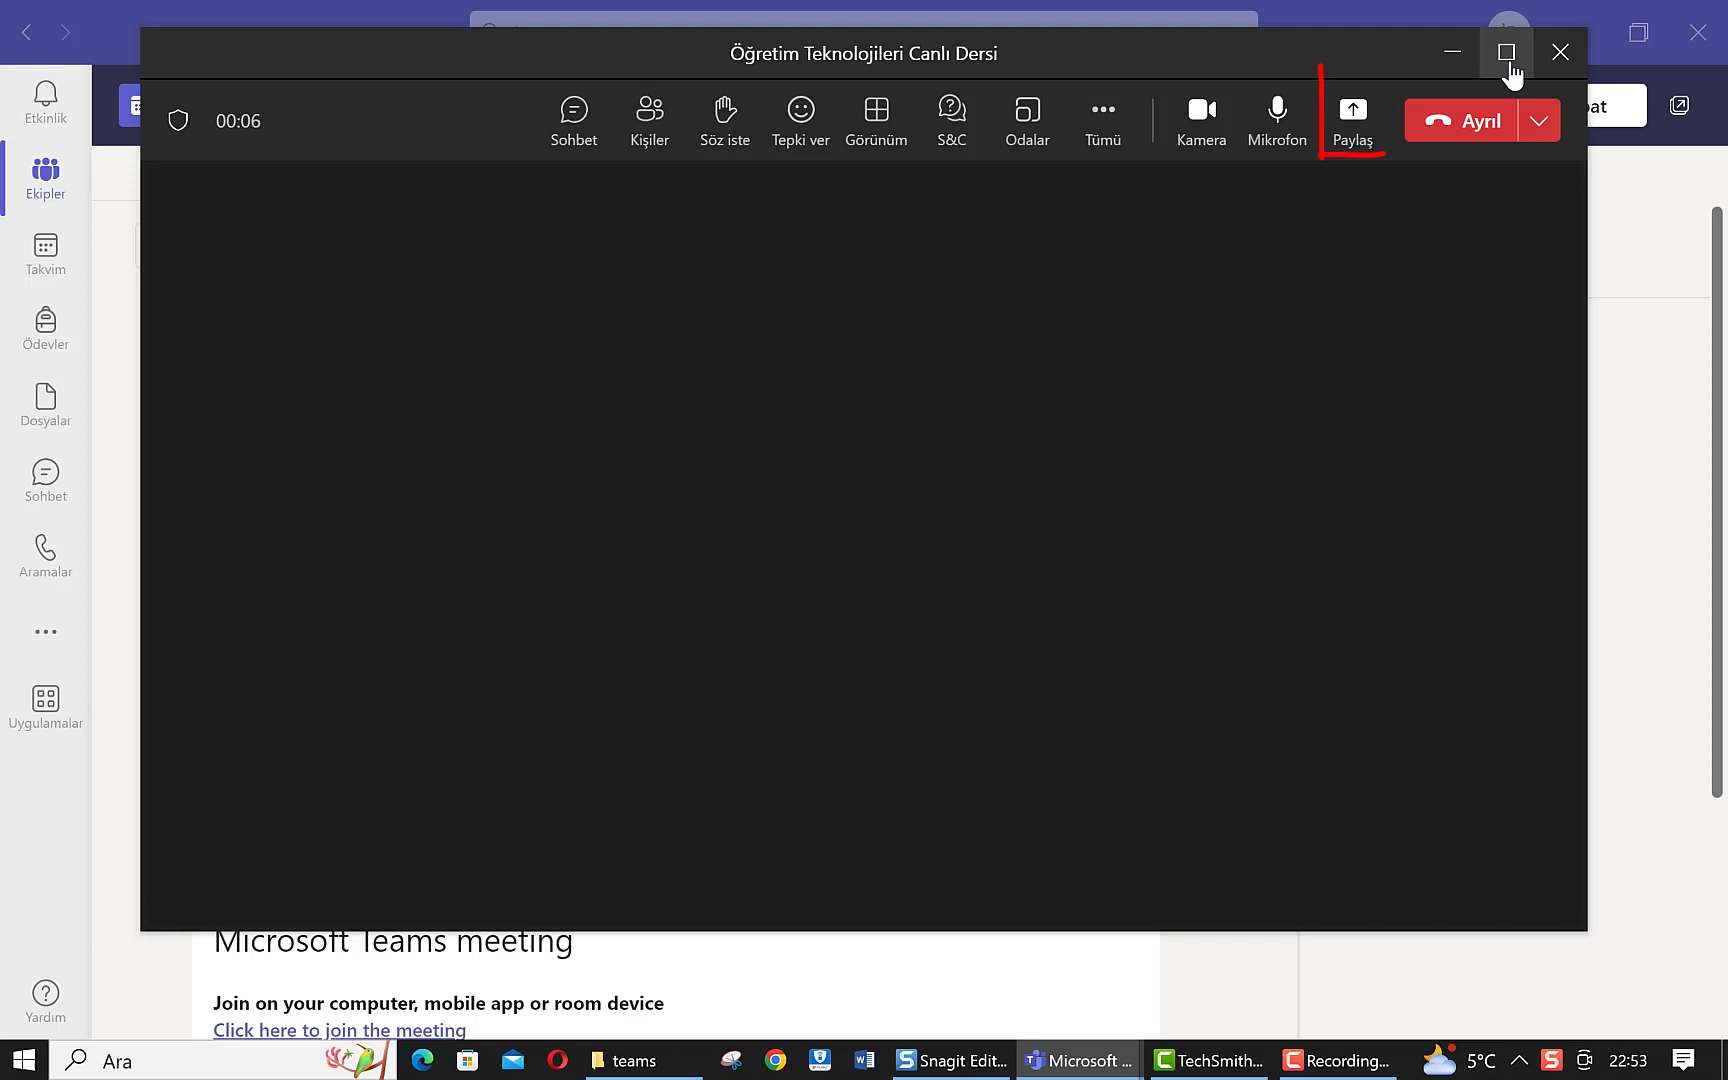 Öğretim Teknolojileri Canlı Dersi
00:06
Sohbet
Kişiler
Söz iste
Tepki ver
Görünüm
S&C
Odalar
Tümü
Kamera
Mikrofon
Paylaş
Ayrıl
Etkinlik
Ekipler
Takvim
Ödevler
Dosyalar
Sohbet
Aramalar
Uygulamalar
Yardım
Microsoft Teams meeting
Join on your computer, mobile app or room device
Click here to join the meeting
Ara
teams
Snagit Edit...
Microsoft ...
TechSmith...
Recording...
5°C
22:53